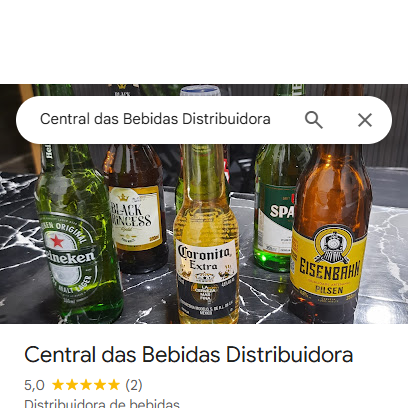 Central das Bebidas Distribuidora
Heineken
BLACK
PRINCESS
Coronita
Extra
SPA
EISENBAHN
PILSEN
Central das Bebidas Distribuidora
5,0 ★★★★★ (2)
Distribuidora de bebidas